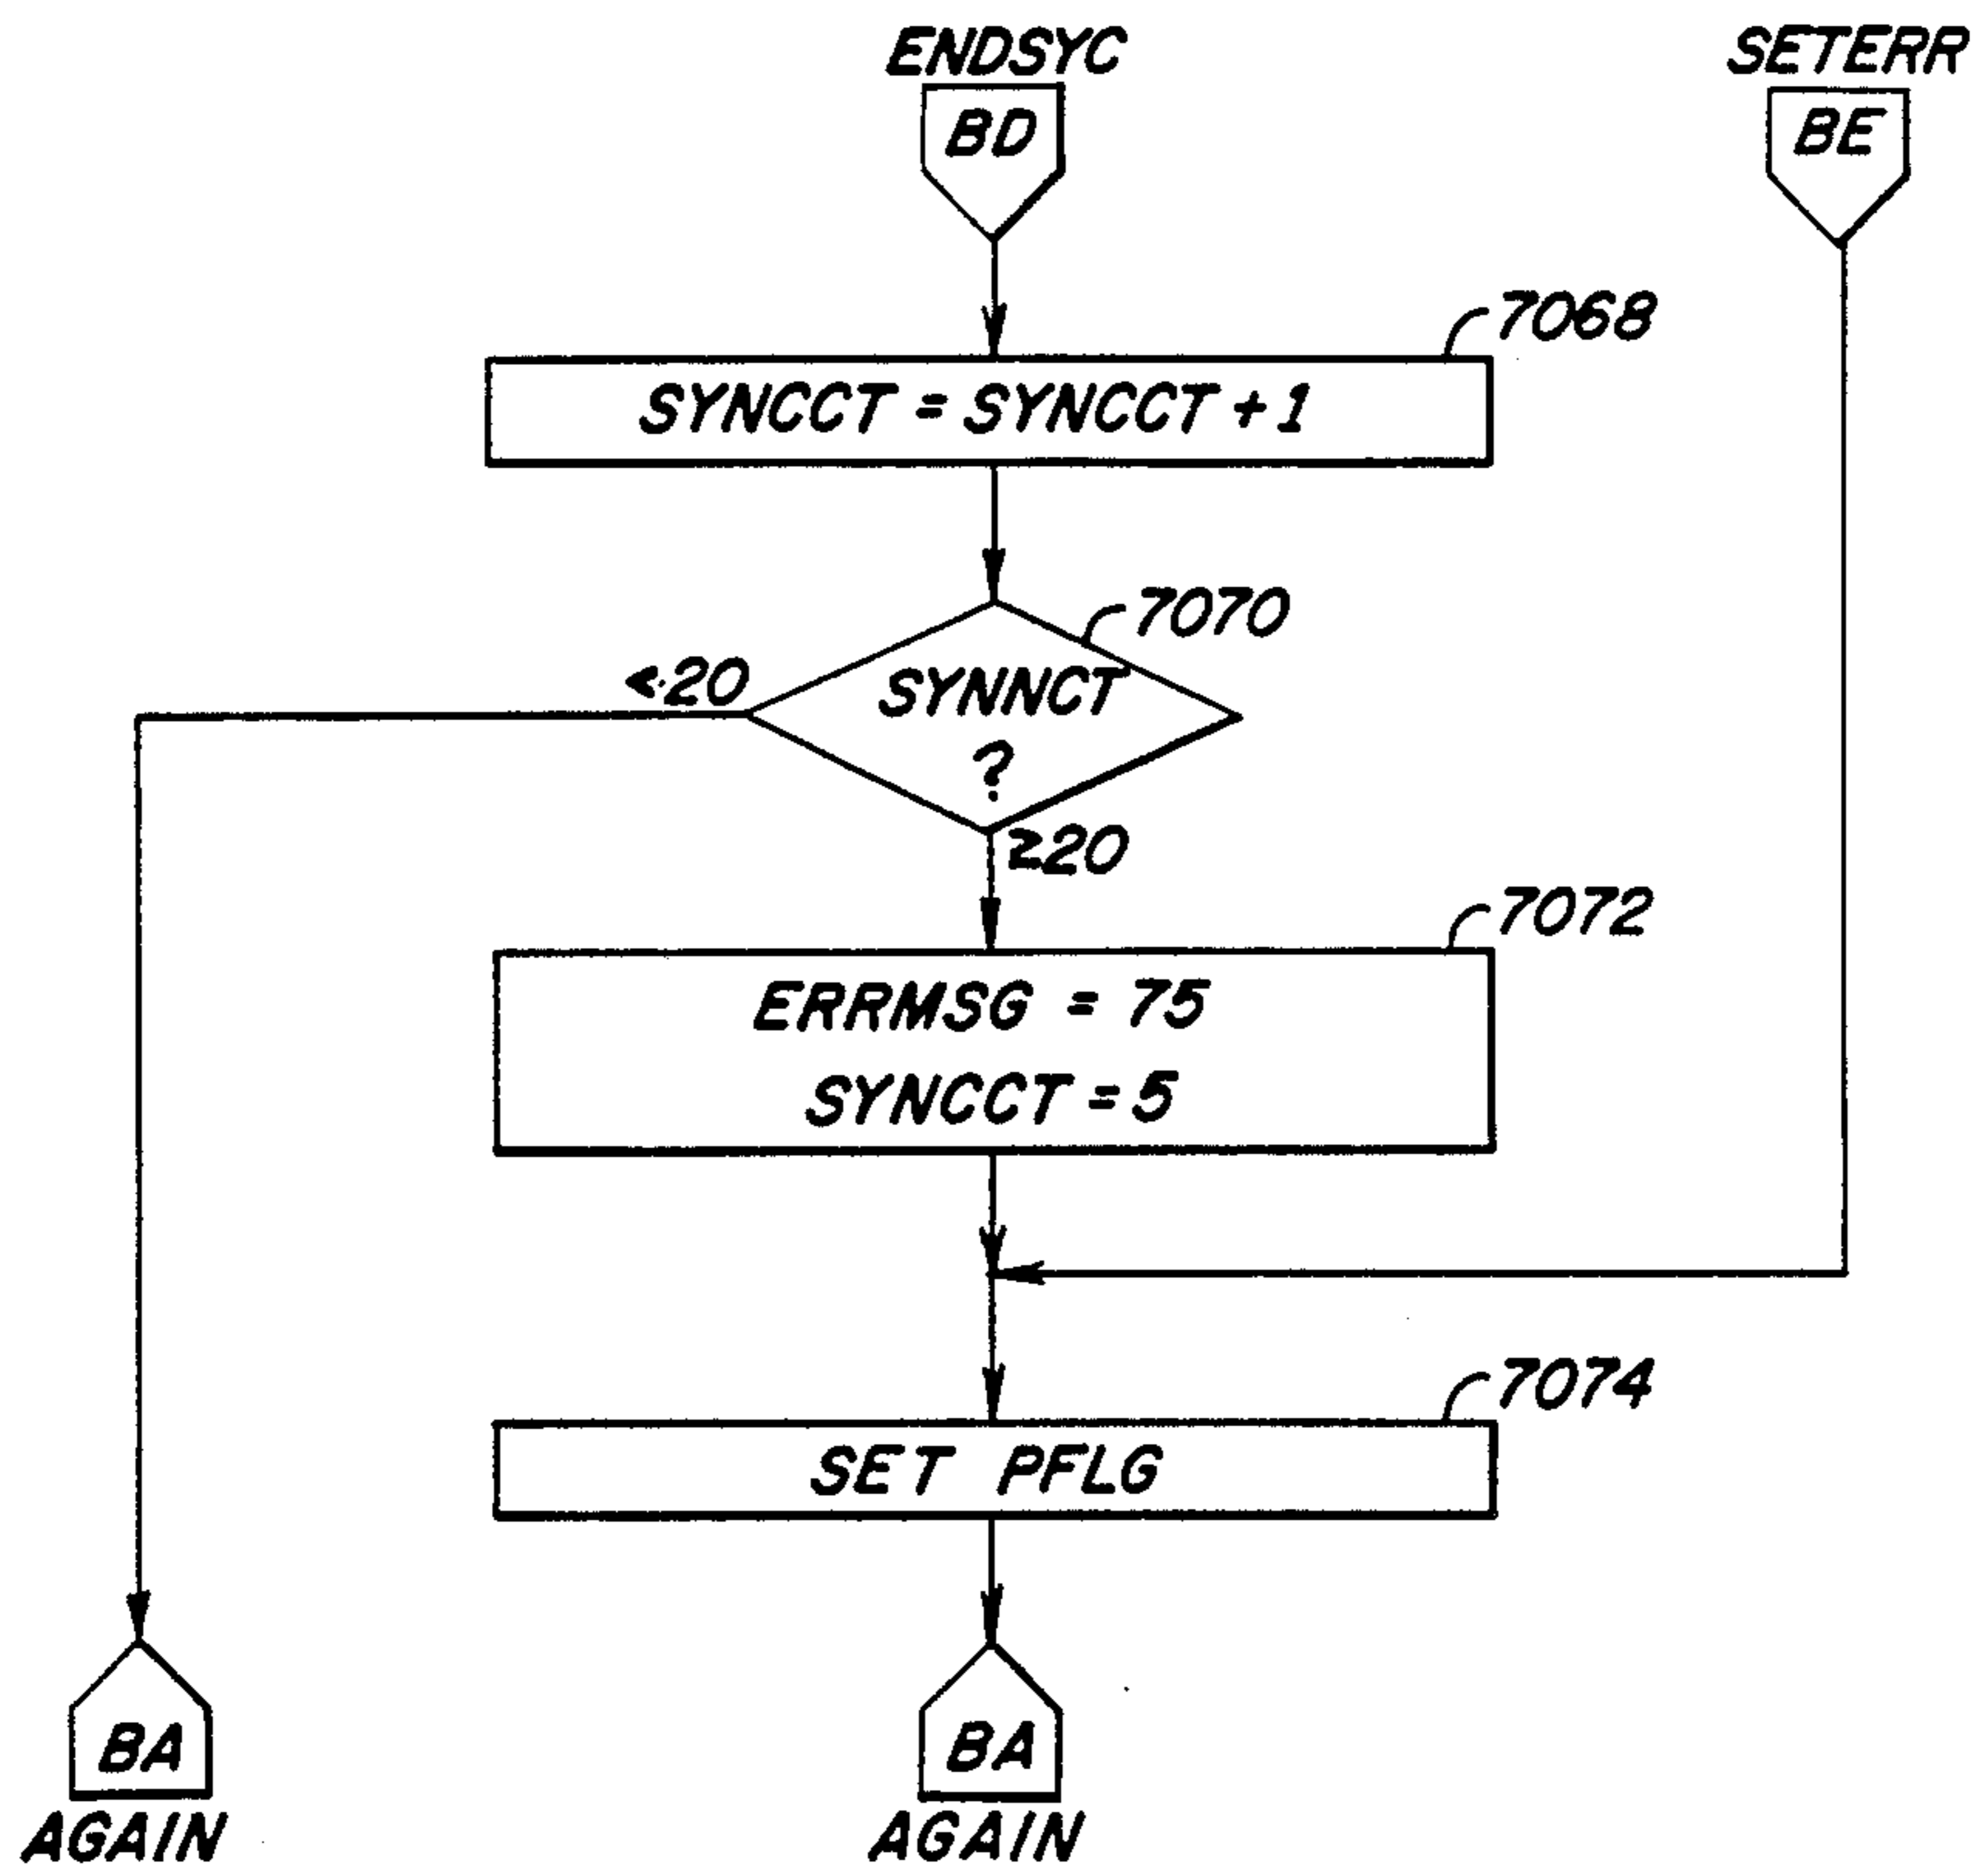 ENDSYC
SETERR
BD
BE
7068
SYNCCT = SYNCCT + 1
7070
<20
SYNNCT
?
≥20
7072
ERRMSG = 75
SYNCCT = 5
7074
SET PFLG
BA
BA
AGAIN
AGAIN